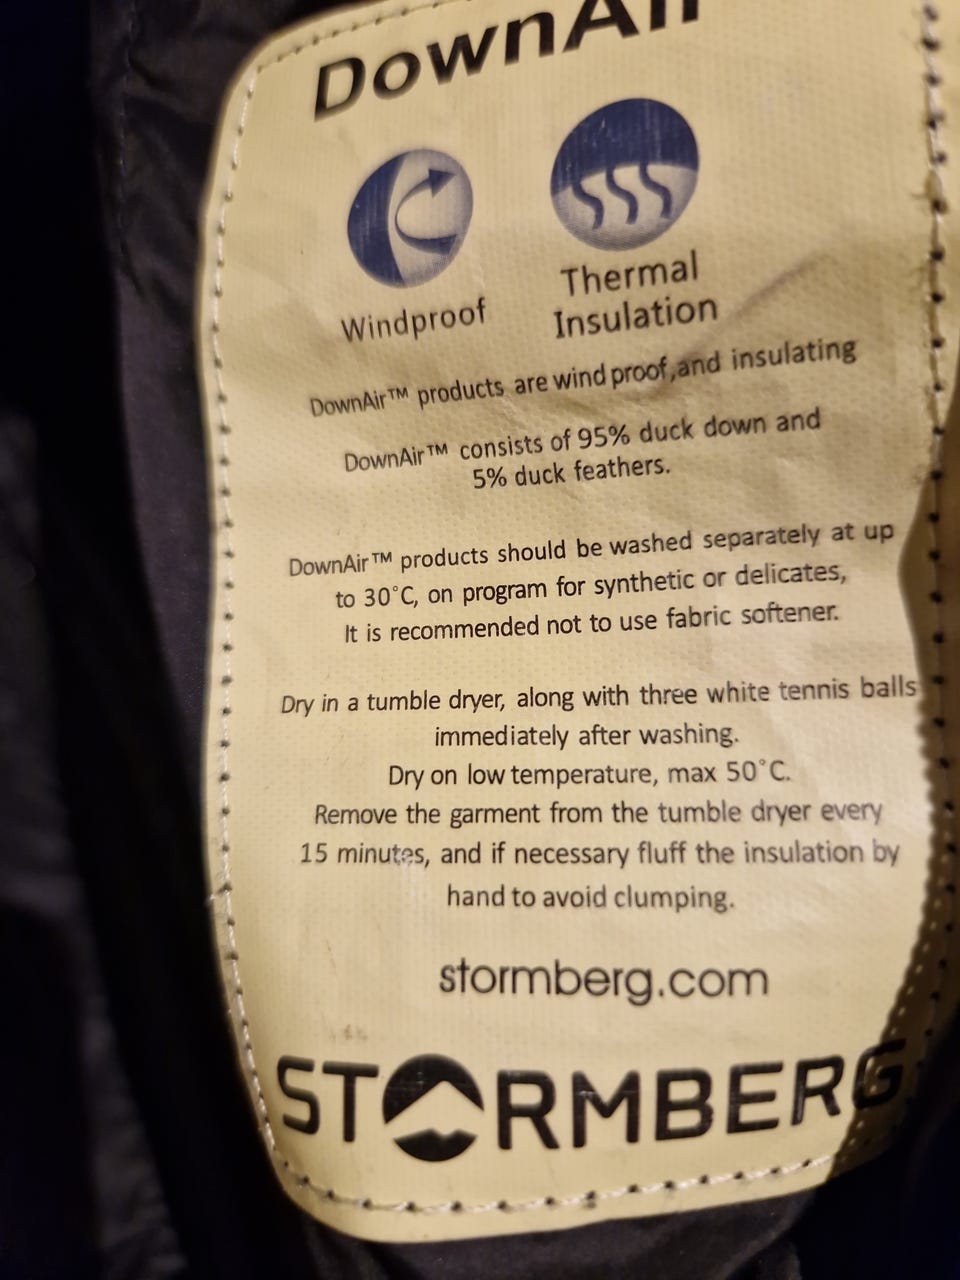 DownAir
Windproof
Thermal
Insulation
DownAir™ products are wind proof,and insulating
DownAir™ consists of 95% duck down and
5% duck feathers.
DownAir™ products should be washed separately at up
to 30°C, on program for synthetic or delicates,
It is recommended not to use fabric softener.
Dry in a tumble dryer, along with three white tennis balls
immediately after washing.
Dry on low temperature, max 50°C.
Remove the garment from the tumble dryer every
15 minutes, and if necessary fluff the insulation by
hand to avoid clumping.
stormberg.com
STORMBERG